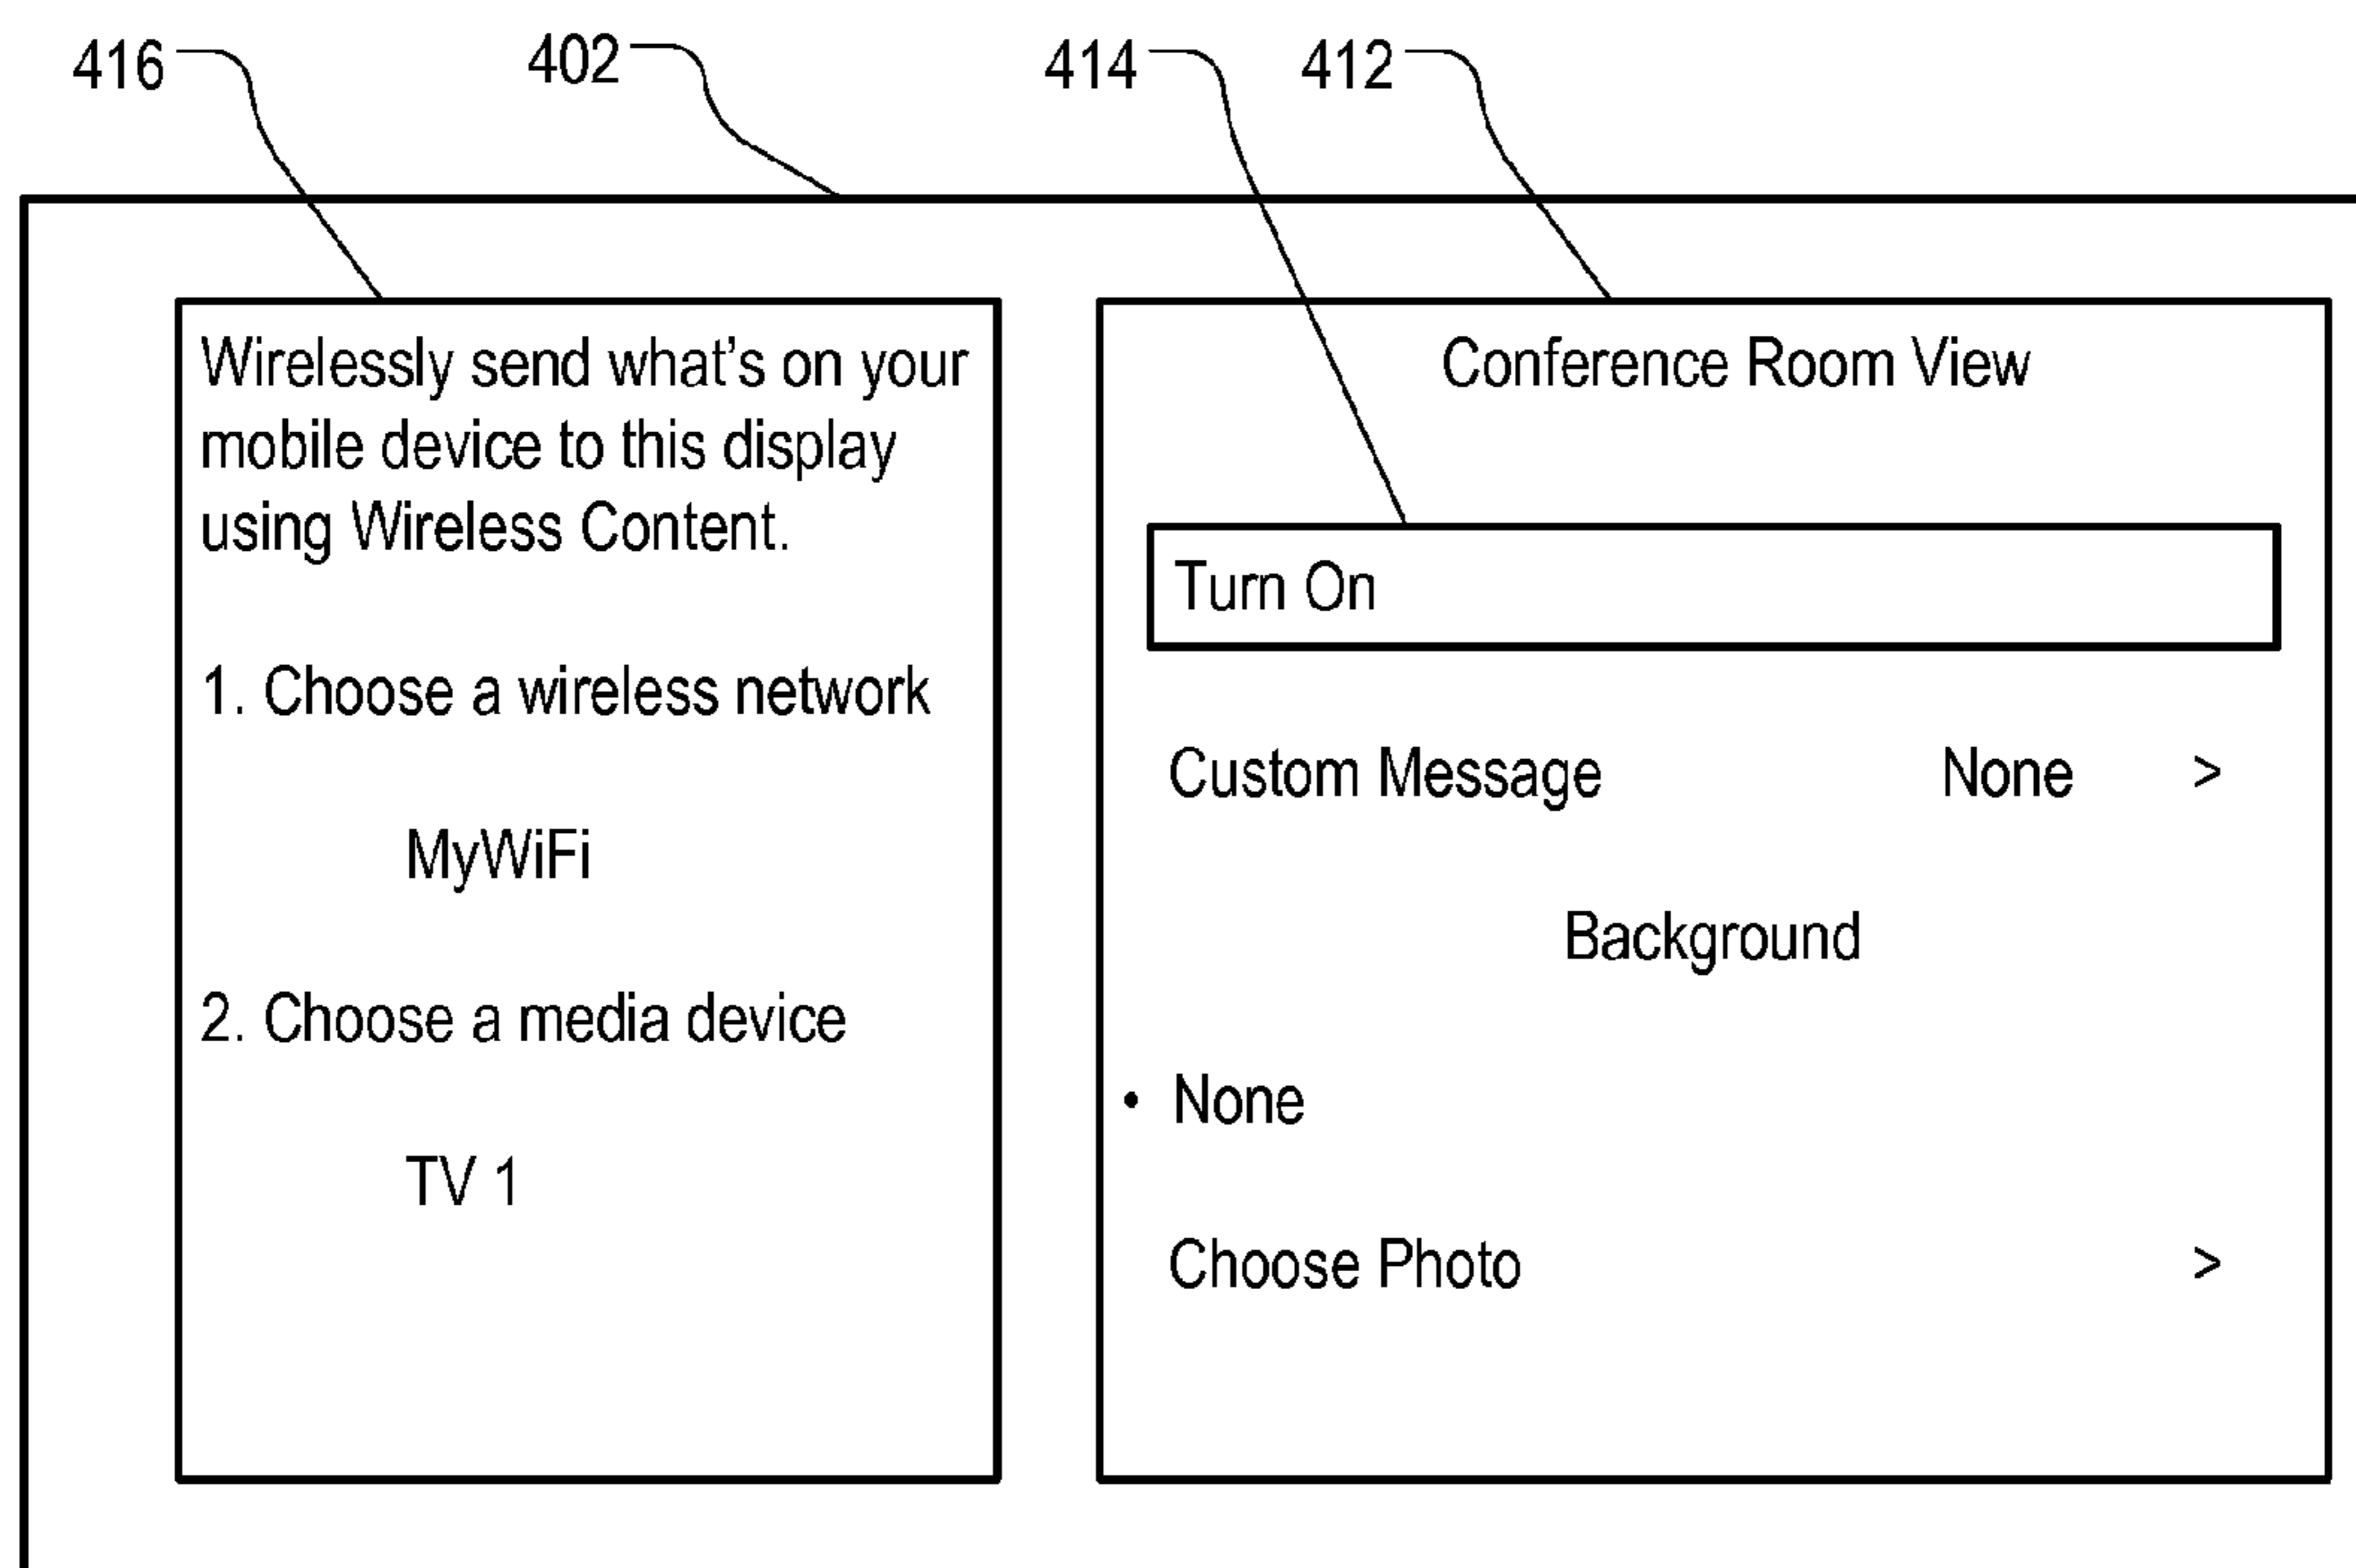 416 402 414 412
Wirelessly send what's on your
mobile device to this display
using Wireless Content.
1. Choose a wireless network
MyWiFi
2. Choose a media device
TV 1
Conference Room View
Turn On
Custom Message None >
Background
• None
Choose Photo >